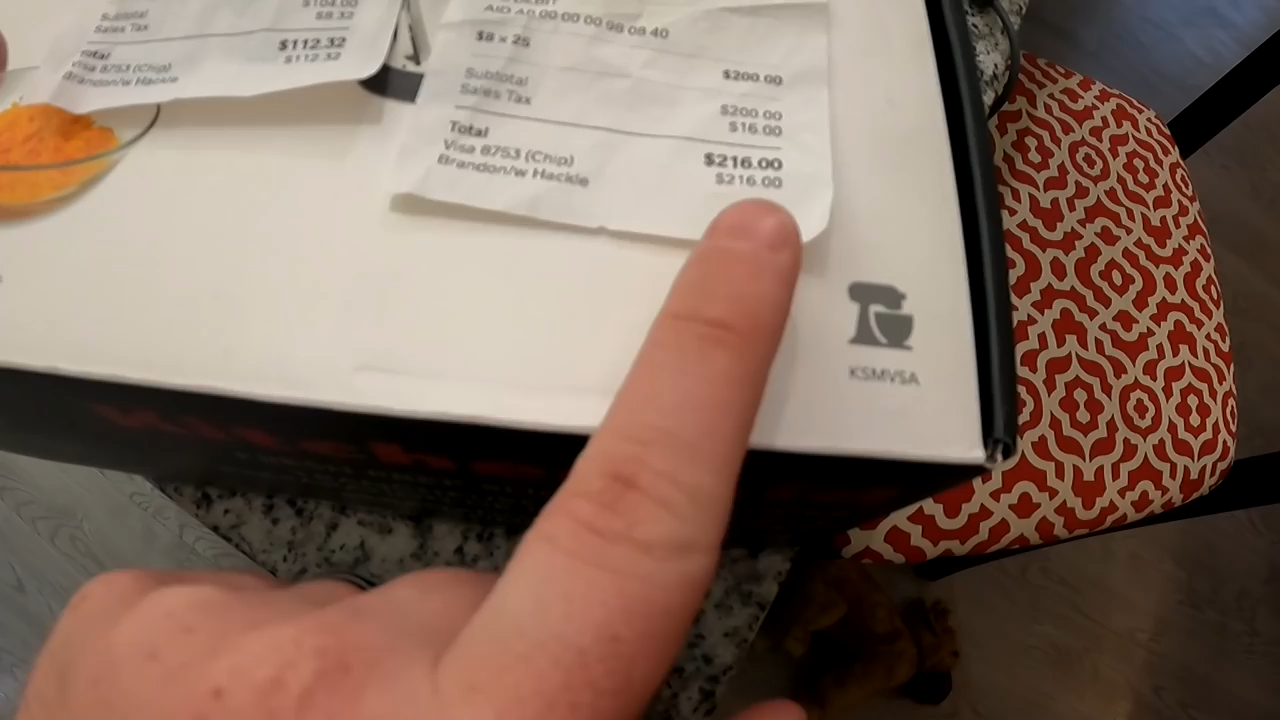 $104.00
Subtotal
$8.32
Sales Tax
Total
$112.32
Visa 8753 (Chip)
$112.32
Brandon/w Hackle
AID A0 00 00 00 98 08 40
$8 x 25
$200.00
Subtotal
$200.00
Sales Tax
$16.00
Total
$216.00
Visa 8753 (Chip)
$216.00
Brandon/w Hackle
KSMVSA